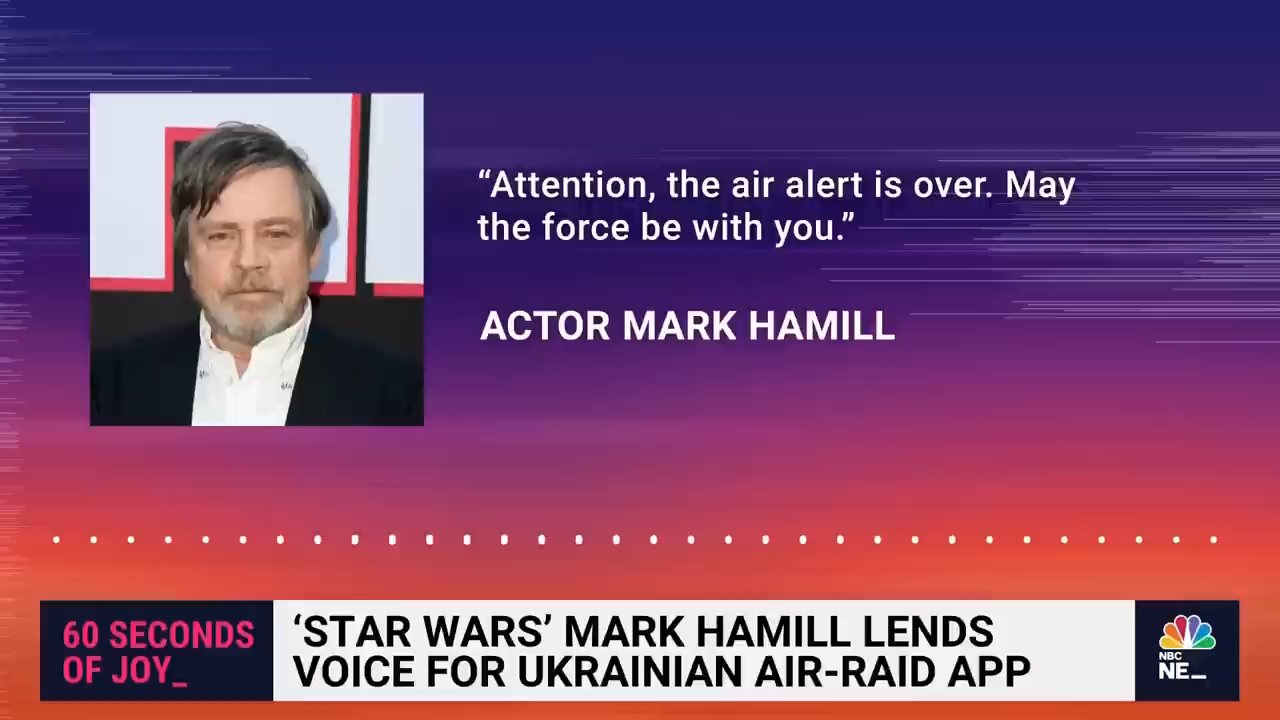 “Attention, the air alert is over. May
the force be with you.”
ACTOR MARK HAMILL
60 SECONDS
OF JOY_
‘STAR WARS’ MARK HAMILL LENDS
VOICE FOR UKRAINIAN AIR-RAID APP
NBC
NE_